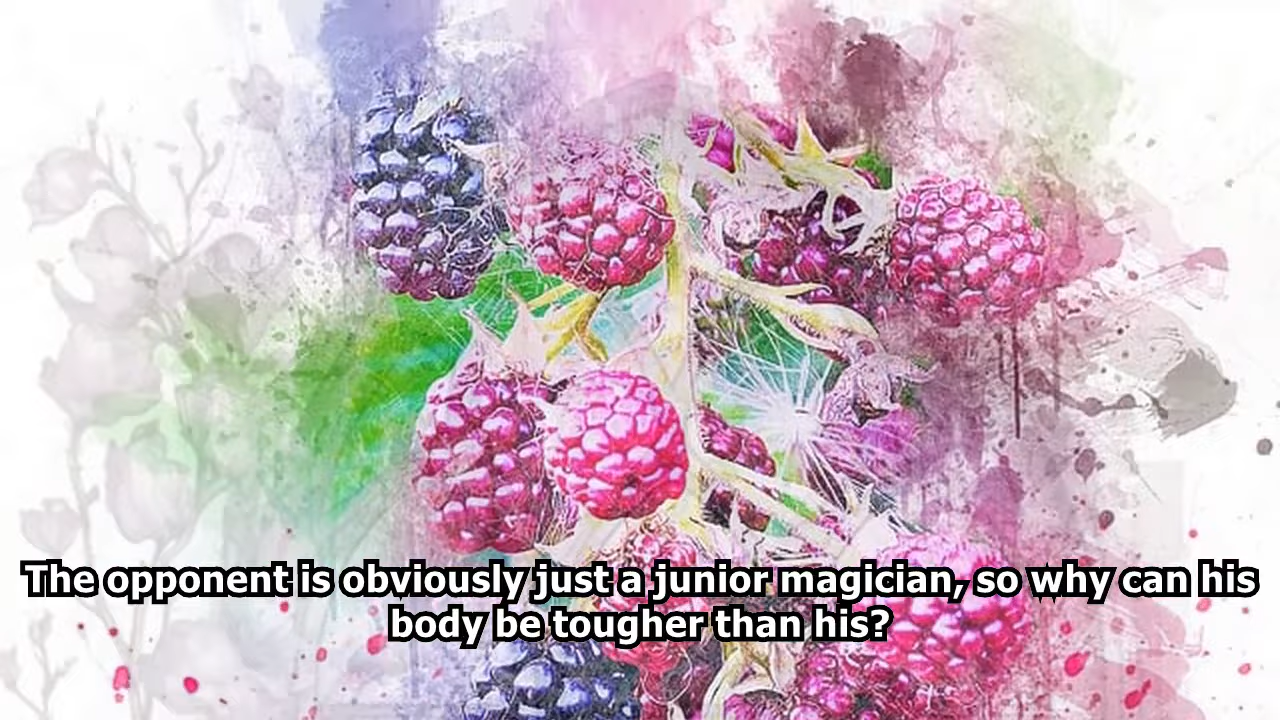 The opponent is obviously just a junior magician, so why can his
body be tougher than his?